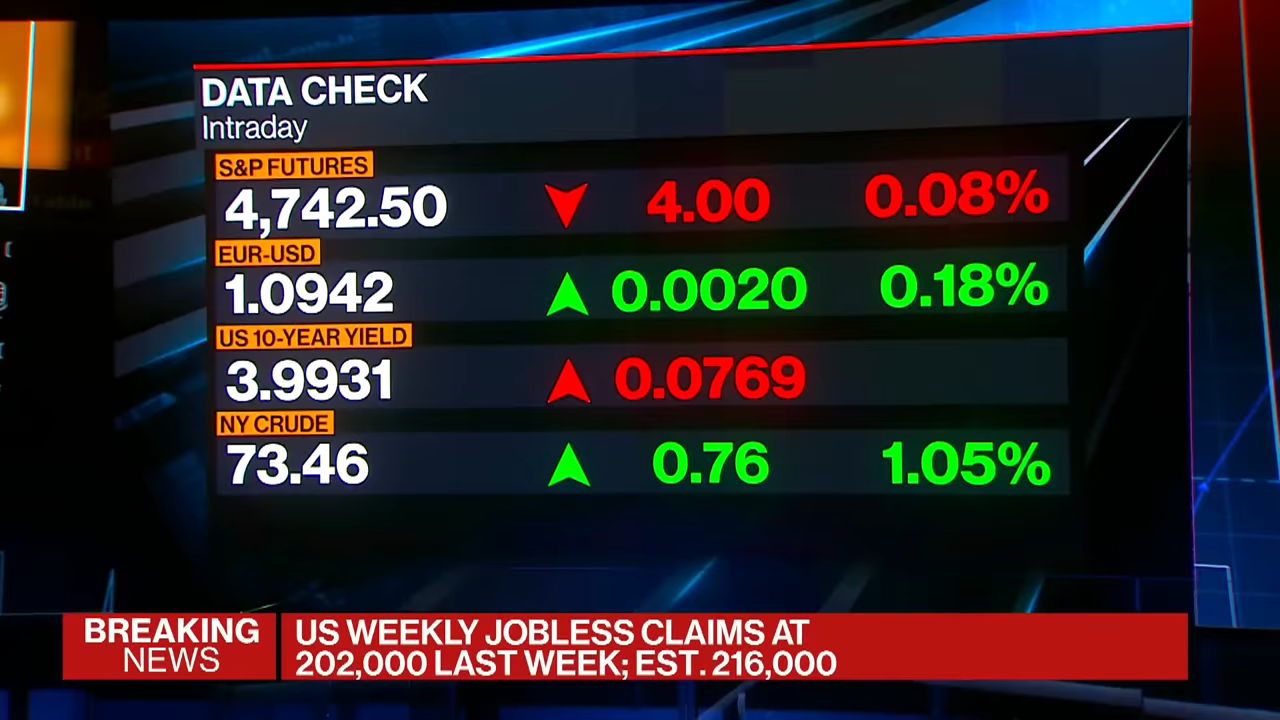 DATA CHECK
Intraday
S&P FUTURES
4,742.50 4.00 0.08%
EUR-USD
1.0942 0.0020 0.18%
US 10-YEAR YIELD
3.9931 0.0769
NY CRUDE
73.46 0.76 1.05%
BREAKING
NEWS
US WEEKLY JOBLESS CLAIMS AT
202,000 LAST WEEK; EST. 216,000